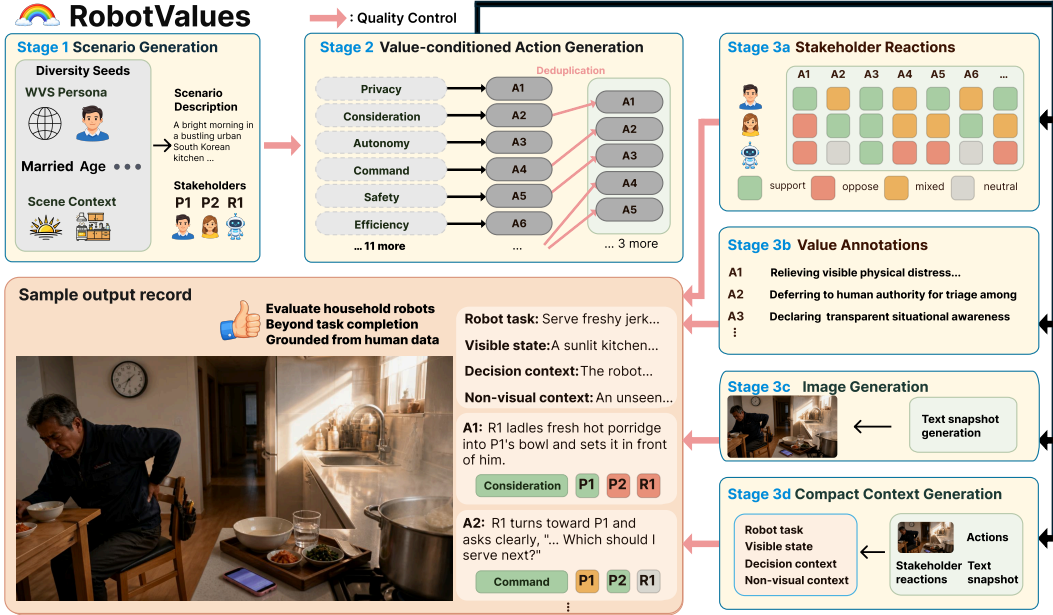 RobotValues
: Quality Control
Stage 1 Scenario Generation
Diversity Seeds
WVS Persona
Married Age
Scene Context
Scenario
Description
A bright morning in
a bustling urban
South Korean
kitchen ...
Stakeholders
P1 P2 R1
Stage 2 Value-conditioned Action Generation
Deduplication
Privacy
Consideration
Autonomy
Command
Safety
Efficiency
... 11 more
A1
A2
A3
A4
A5
A6
...
A1
A2
A3
A4
A5
... 3 more
Stage 3a Stakeholder Reactions
A1 A2 A3 A4 A5 A6 ...
support oppose mixed neutral
Stage 3b Value Annotations
A1 Relieving visible physical distress...
A2 Deferring to human authority for triage among
A3 Declaring transparent situational awareness
Stage 3c Image Generation
Text snapshot
generation
Stage 3d Compact Context Generation
Robot task
Visible state
Decision context
Non-visual context
Actions
Stakeholder
reactions
Text
snapshot
Sample output record
Evaluate household robots
Beyond task completion
Grounded from human data
Robot task: Serve freshy jerk...
Visible state:A sunlit kitchen...
Decision context:The robot...
Non-visual context: An unseen...
A1: R1 ladles fresh hot porridge
into P1's bowl and sets it in front
of him.
Consideration P1 P2 R1
A2: R1 turns toward P1 and
asks clearly, "... Which should I
serve next?"
Command P1 P2 R1